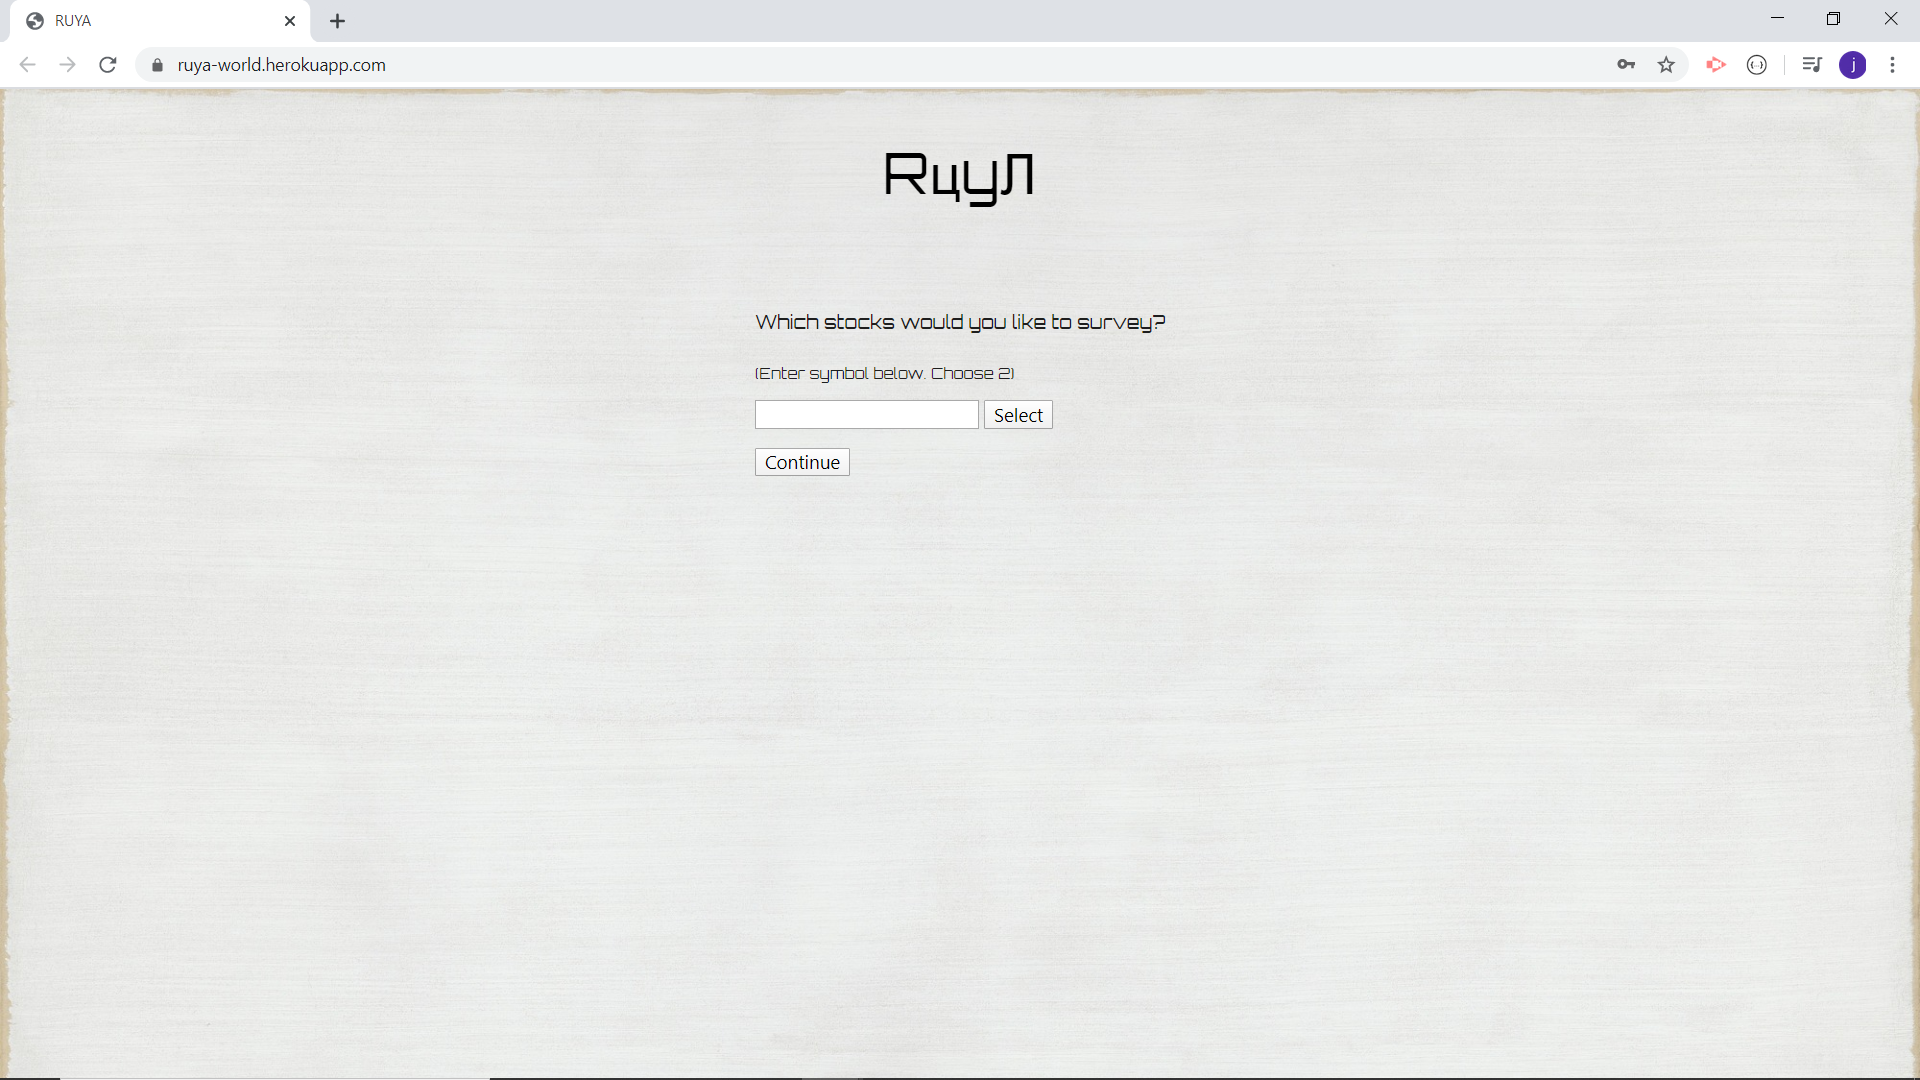 RUYA
ruya-world.herokuapp.com
j
RцyЛ
Which stocks would you like to survey?
(Enter symbol below. Choose 2)
Select
Continue